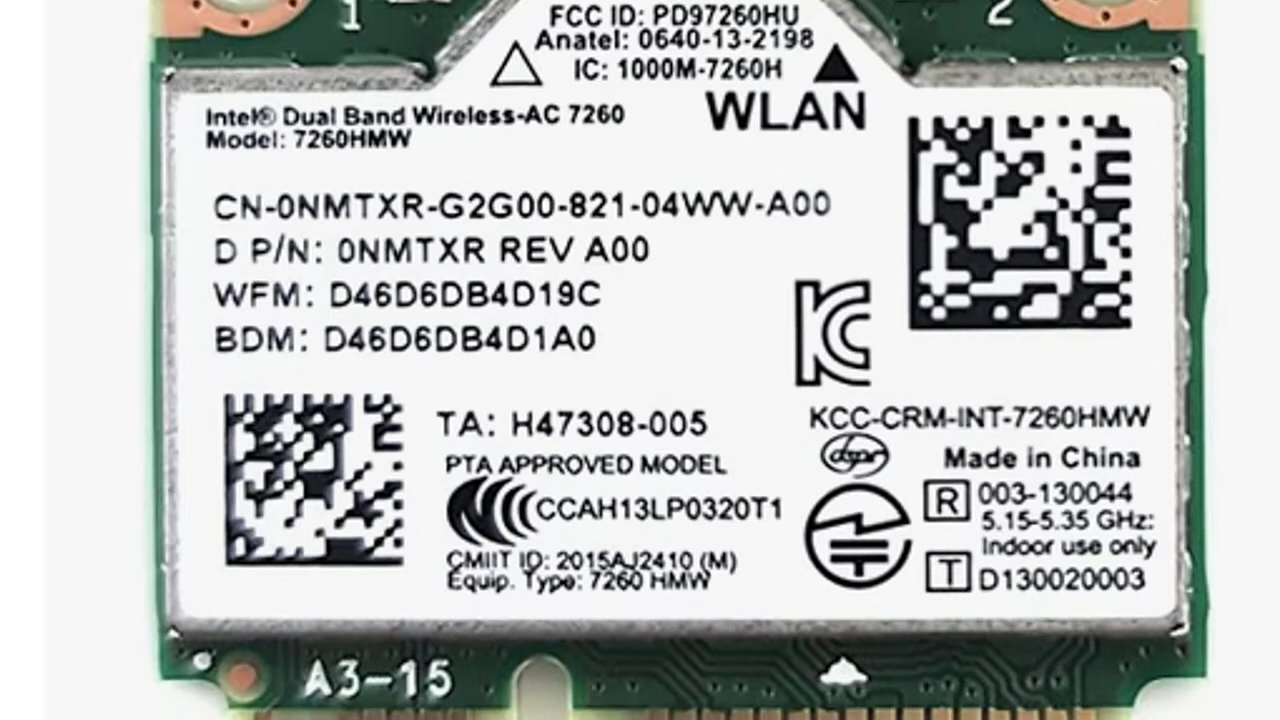 1
2
FCC ID: PD97260HU
Anatel: 0640-13-2198
IC: 1000M-7260H
WLAN
Intel® Dual Band Wireless-AC 7260
Model: 7260HMW
CN-0NMTXR-G2G00-821-04WW-A00
D P/N: 0NMTXR REV A00
WFM: D46D6DB4D19C
BDM: D46D6DB4D1A0
TA: H47308-005
PTA APPROVED MODEL
CCAH13LP0320T1
CMIIT ID: 2015AJ2410 (M)
Equip. Type: 7260 HMW
KCC-CRM-INT-7260HMW
Made in China
R 003-130044
5.15-5.35 GHz:
Indoor use only
T D130020003
A3-15